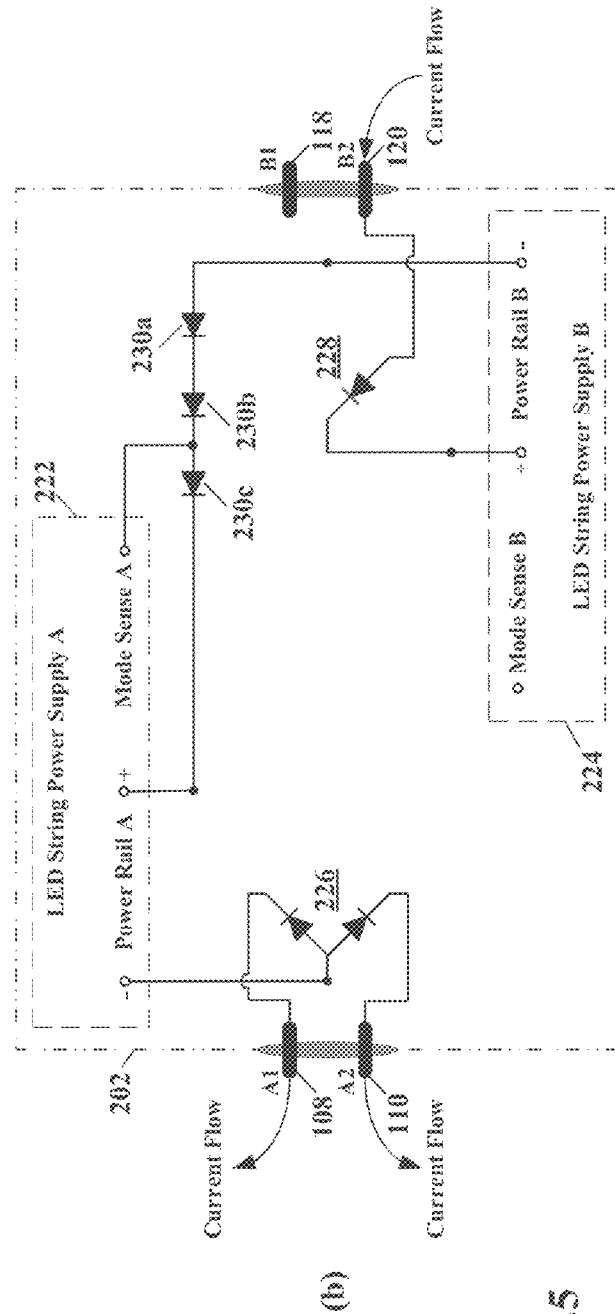 222
LED String Power Supply A
- Power Rail A + Mode Sense A
202
230a
230b
230c
Current Flow
A1
108
A2
110
Current Flow
226
B1
118
B2
120
Current Flow
228
Mode Sense B + Power Rail B -
LED String Power Supply B
224
(b)
5